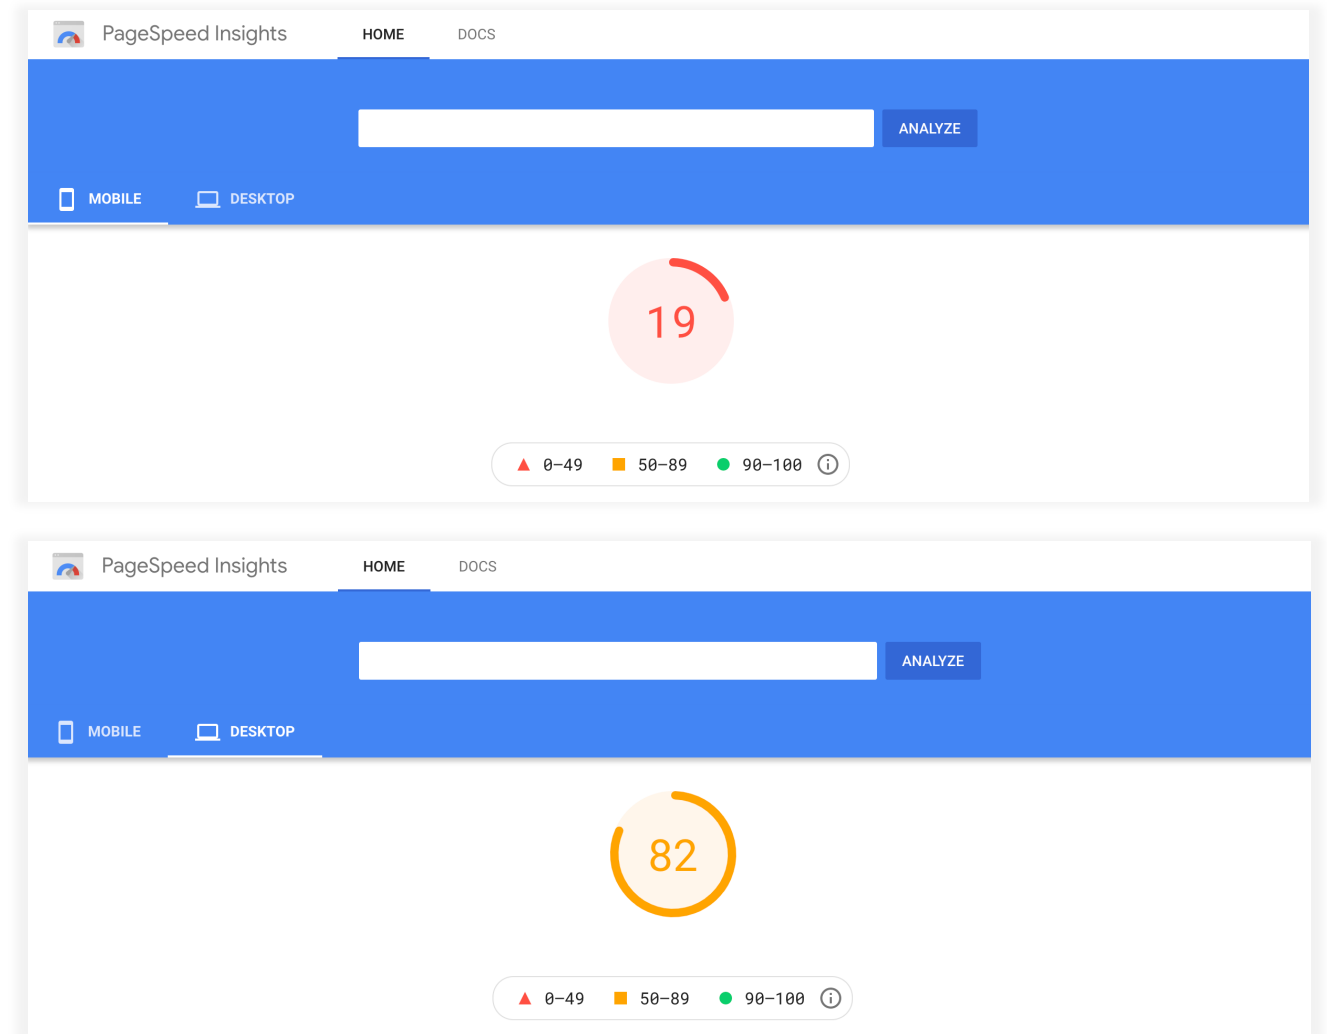 PageSpeed Insights HOME DOCS
ANALYZE
MOBILE DESKTOP
19
0–49 50–89 90–100
PageSpeed Insights HOME DOCS
ANALYZE
MOBILE DESKTOP
82
0–49 50–89 90–100